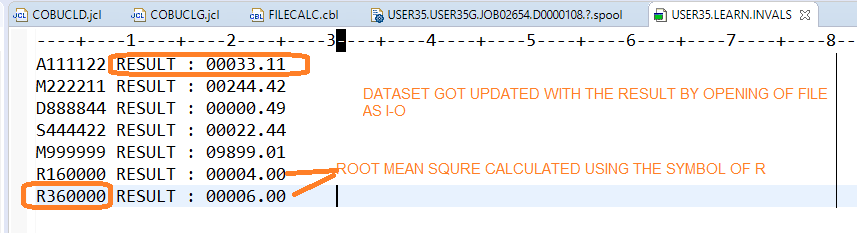 COBUCLD.jcl COBUCLG.jcl FILECALC.cbl USER35.USER35G.JOB02654.D0000108.?.spool USER35.LEARN.INVALS
----+----1----+----2----+----3----+----4----+----5----+----6----+----7----+----8
A111122 RESULT : 00033.11
M222211 RESULT : 00244.42
DATASET GOT UPDATED WITH THE RESULT BY OPENING OF FILE
AS I-O
D888844 RESULT : 00000.49
S444422 RESULT : 00022.44
M999999 RESULT : 09899.01
R160000 RESULT : 00004.00
ROOT MEAN SQURE CALCULATED USING THE SYMBOL OF R
R360000 RESULT : 00006.00